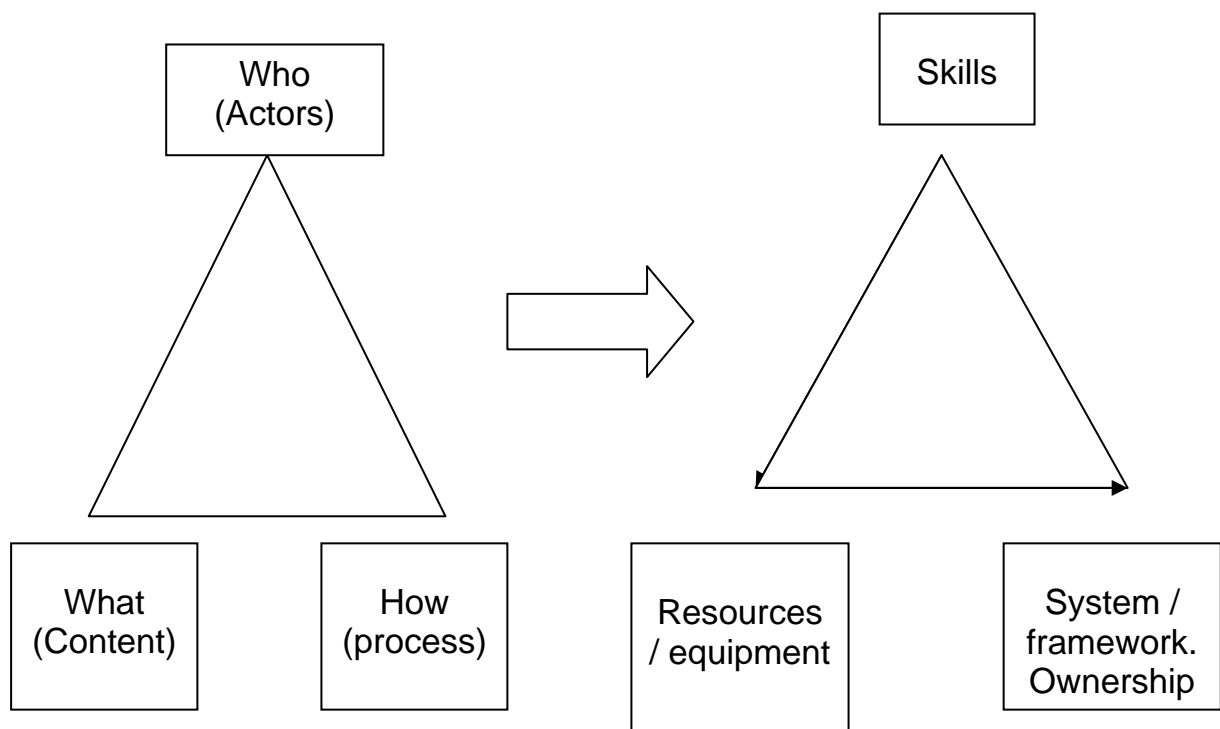 Who
(Actors)
Skills
What
(Content)
How
(process)
Resources
/ equipment
System /
framework.
Ownership